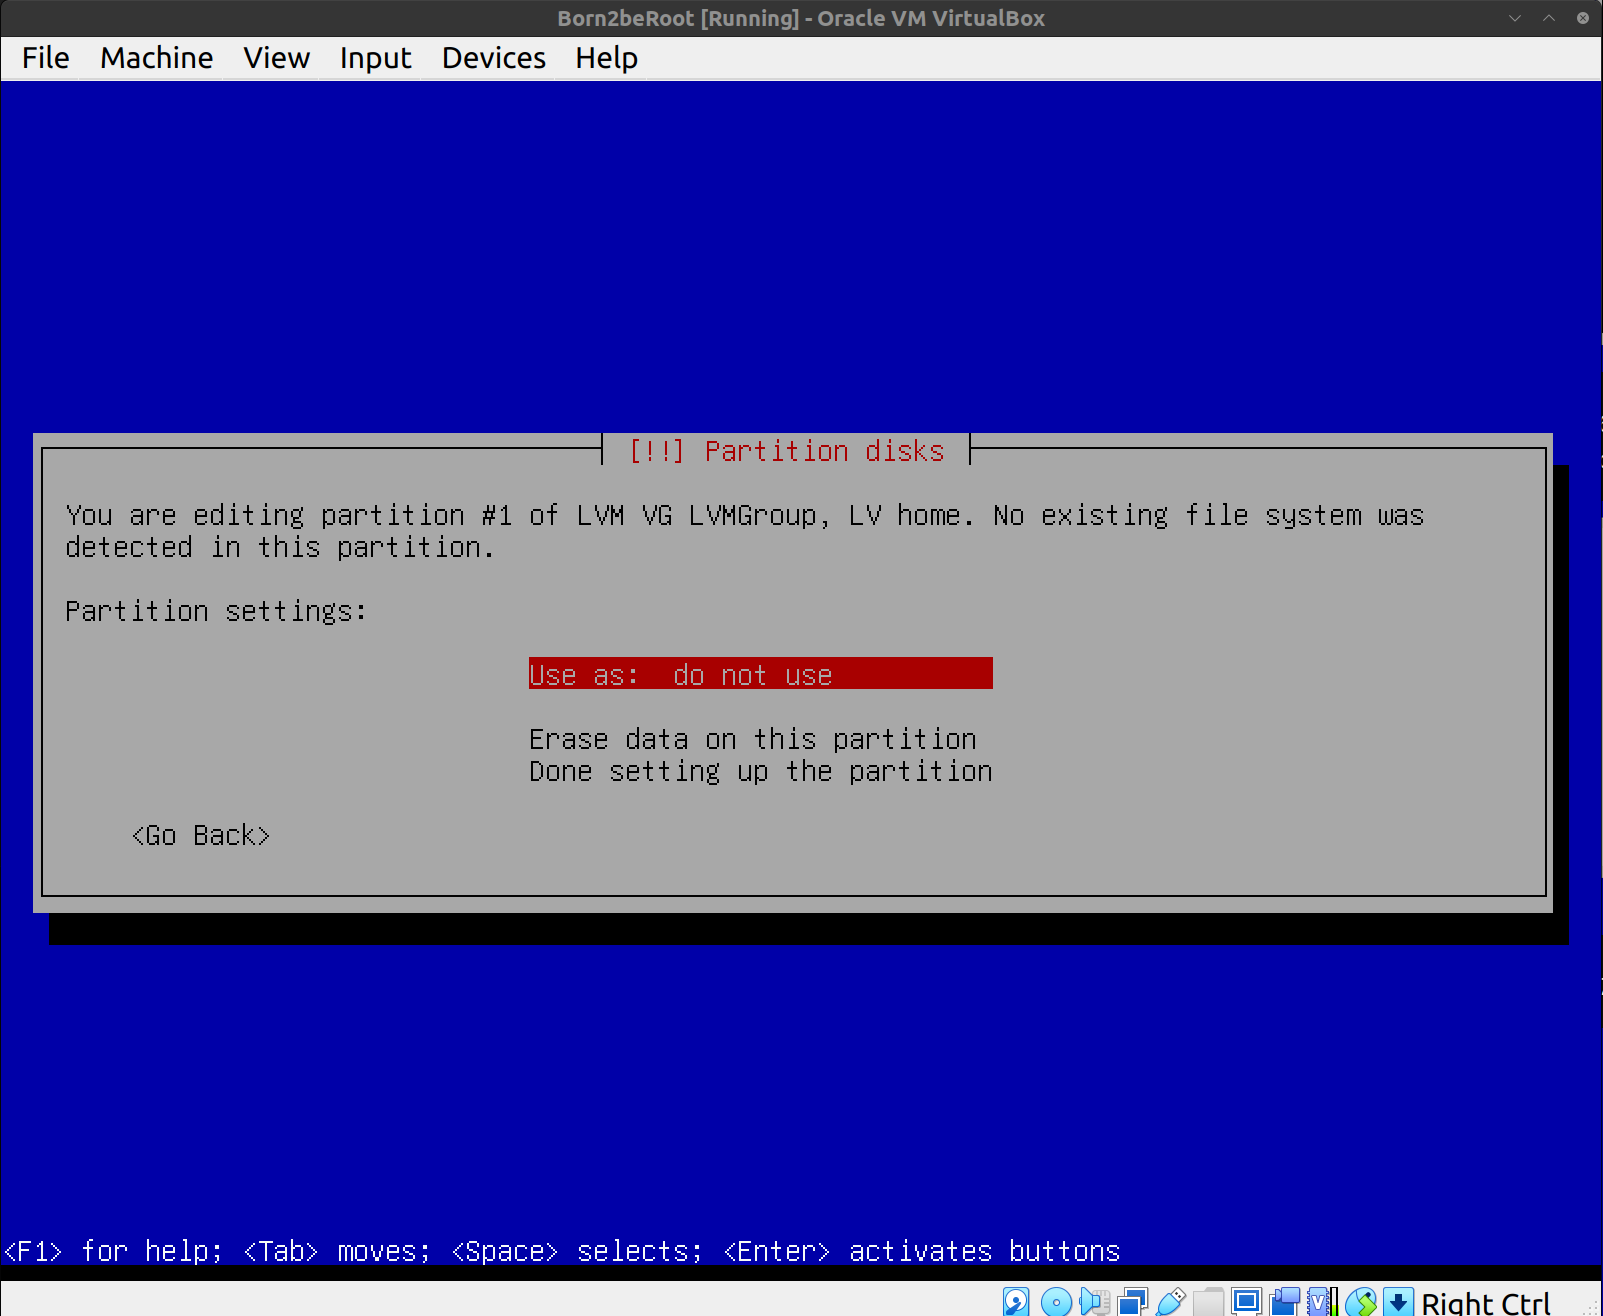 Born2beRoot [Running] - Oracle VM VirtualBox
File Machine View Input Devices Help
[!!] Partition disks
You are editing partition #1 of LVM VG LVMGroup, LV home. No existing file system was
detected in this partition.
Partition settings:
Use as: do not use
Erase data on this partition
Done setting up the partition
<Go Back>
<F1> for help; <Tab> moves; <Space> selects; <Enter> activates buttons
Right Ctrl